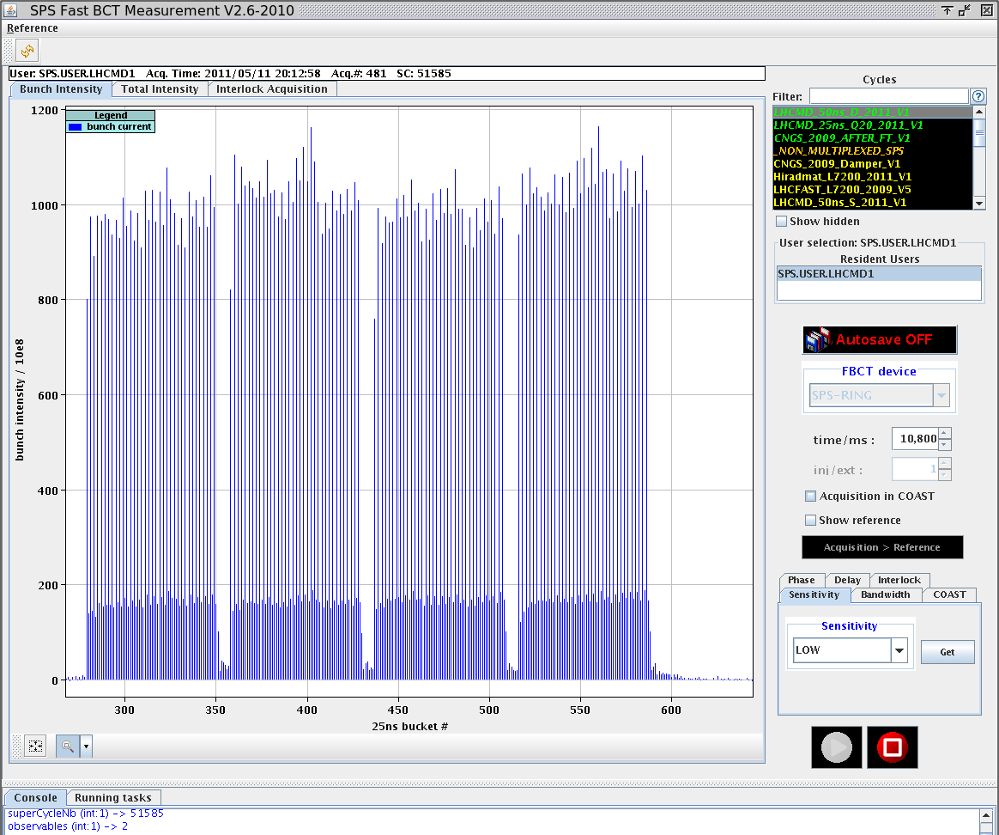 SPS Fast BCT Measurement V2.6-2010
Reference
User: SPS.USER.LHCMD1 Acq. Time: 2011/05/11 20:12:58 Acq.#: 481 SC: 51585
Bunch Intensity Total Intensity Interlock Acquisition
Legend
bunch current
1200
1000
800
600
400
200
0
bunch intensity / 10e8
300 350 400 450 500 550 600
25ns bucket #
Cycles
Filter:
LHCMD_50ns_D_2011_V1
LHCMD_25ns_Q20_2011_V1
CNGS_2009_AFTER_FT_V1
_NON_MULTIPLEXED_SPS
CNGS_2009_Damper_V1
Hiradmat_L7200_2011_V1
LHCFAST_L7200_2009_V5
LHCMD_50ns_S_2011_V1
Show hidden
User selection: SPS.USER.LHCMD1
Resident Users
SPS.USER.LHCMD1
Autosave OFF
FBCT device
SPS-RING
time/ms : 10,800
inj/ext : 1
Acquisition in COAST
Show reference
Acquisition > Reference
Phase Delay Interlock
Sensitivity Bandwidth COAST
Sensitivity
LOW
Get
Console Running tasks
superCycleNb (int:1) -> 51585
observables (int:1) -> 2